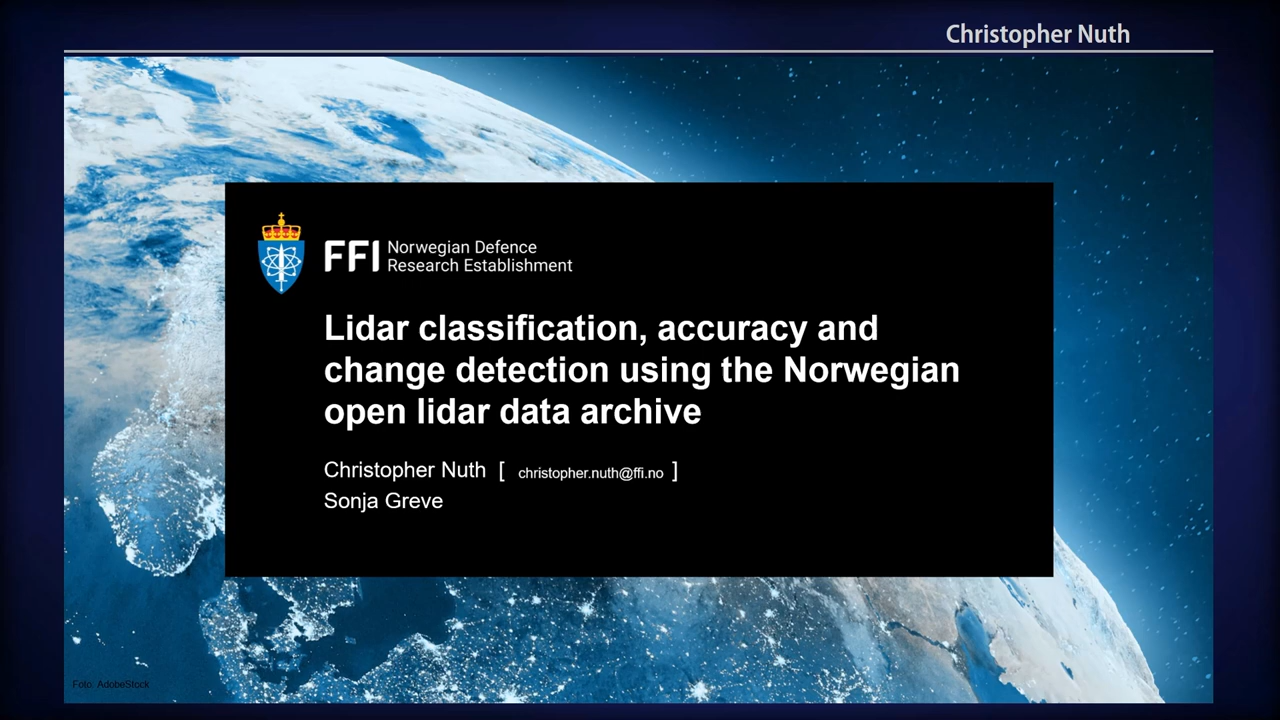 Christopher Nuth
FFI Norwegian Defence
Research Establishment
Lidar classification, accuracy and
change detection using the Norwegian
open lidar data archive
Christopher Nuth [ christopher.nuth@ffi.no ]
Sonja Greve
Foto: AdobeStock